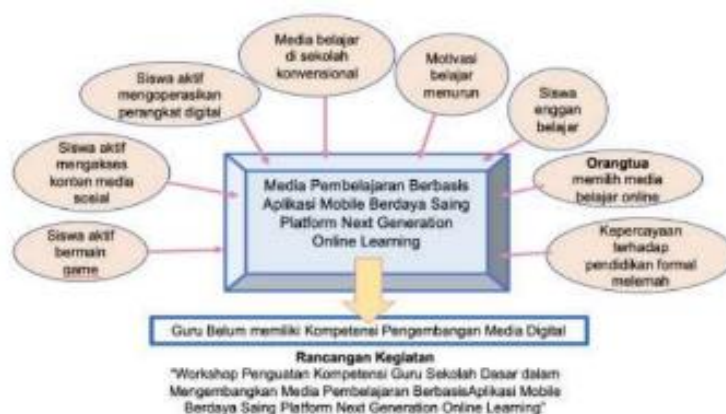 Media belajar
di sekolah
konvensional
Motivasi
belajar
menurun
Siswa aktif
mengoperasikan
perangkat digital
Siswa
enggan
belajar
Siswa aktif
mengakses
konten media
sosial
Media Pembelajaran Berbasis
Aplikasi Mobile Berdaya Saing
Platform Next Generation
Online Learning
Orangtua
memilih media
belajar online
Siswa aktif
bermain
game
Kepercayaan
terhadap
pendidikan formal
melemah
Guru Belum memiliki Kompetensi Pengembangan Media Digital
Rancangan Kegiatan
"Workshop Penguatan Kompetensi Guru Sekolah Dasar dalam
Mengembangkan Media Pembelajaran BerbasisAplikasi Mobile
Berdaya Saing Platform Next Generation Online Learning"